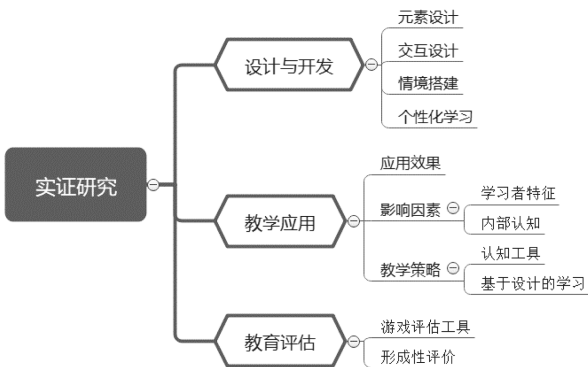 实证研究
设计与开发
元素设计
交互设计
情境搭建
个性化学习
教学应用
应用效果
影响因素
学习者特征
内部认知
教学策略
认知工具
基于设计的学习
教育评估
游戏评估工具
形成性评价